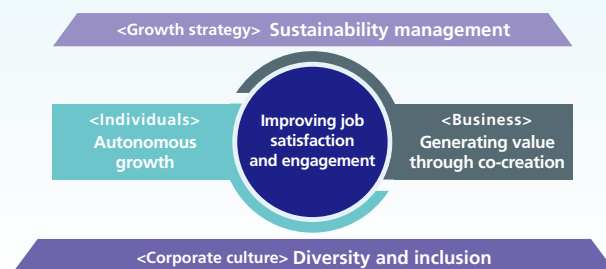 <Growth strategy> Sustainability management
<Individuals>
Autonomous
growth
Improving job
satisfaction
and engagement
<Business>
Generating value
through co-creation
<Corporate culture> Diversity and inclusion